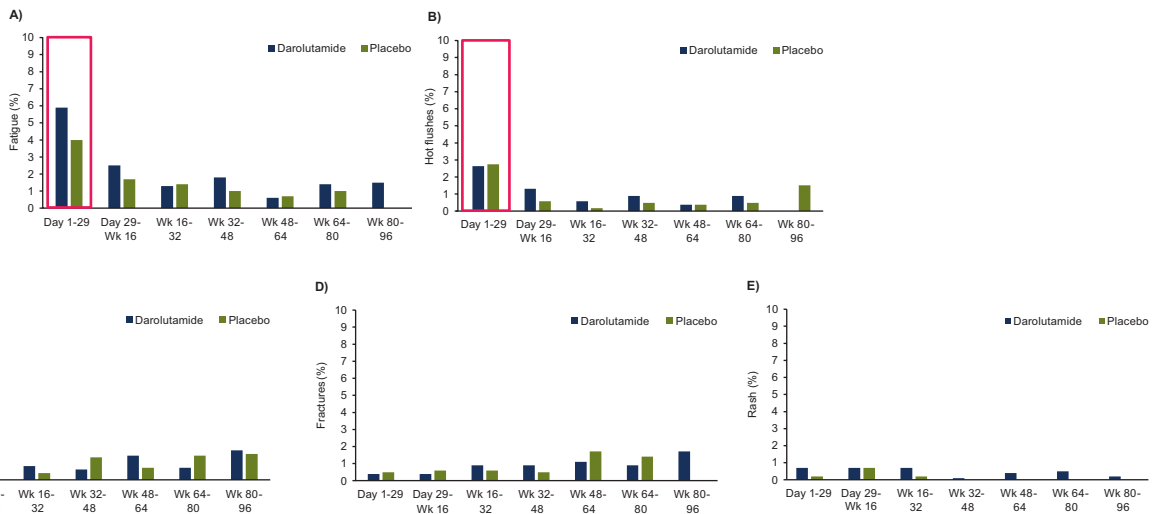 A)
Darolutamide Placebo
Fatigue (%)
10
9
8
7
6
5
4
3
2
1
0
Day 1-29 Day 29- Wk 16- Wk 32- Wk 48- Wk 64- Wk 80-
Wk 16 32 48 64 80 96
B)
Darolutamide Placebo
Hot flushes (%)
10
9
8
7
6
5
4
3
2
1
0
Day 1-29 Day 29- Wk 16- Wk 32- Wk 48- Wk 64- Wk 80-
Wk 16 32 48 64 80 96
Darolutamide Placebo
- Wk 16- Wk 32- Wk 48- Wk 64- Wk 80-
32 48 64 80 96
D)
Darolutamide Placebo
Fractures (%)
10
9
8
7
6
5
4
3
2
1
0
Day 1-29 Day 29- Wk 16- Wk 32- Wk 48- Wk 64- Wk 80-
Wk 16 32 48 64 80 96
E)
Darolutamide Placebo
Rash (%)
10
9
8
7
6
5
4
3
2
1
0
Day 1-29 Day 29- Wk 16- Wk 32- Wk 48- Wk 64- Wk 80-
Wk 16 32 48 64 80 96